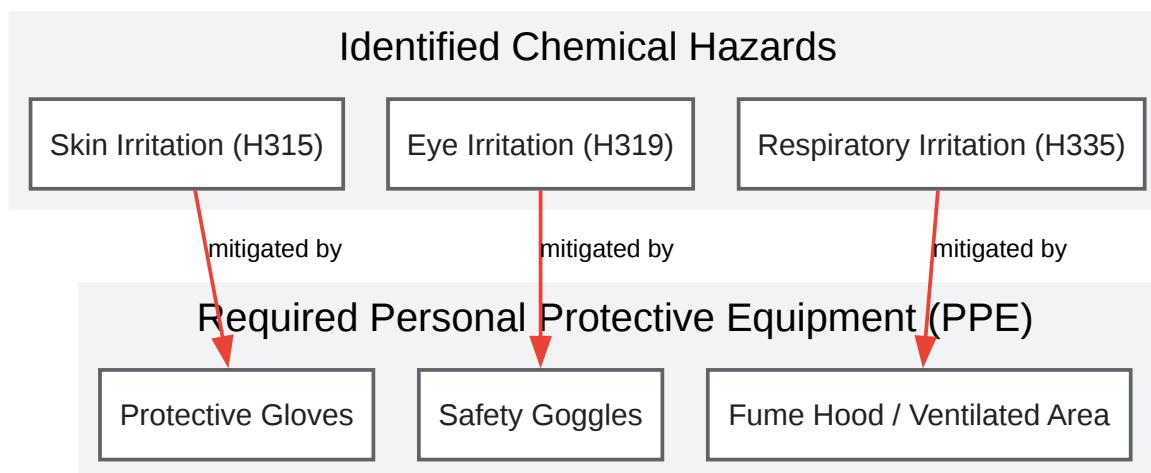 Identified Chemical Hazards
Skin Irritation (H315)
Eye Irritation (H319)
Respiratory Irritation (H335)
mitigated by
mitigated by
mitigated by
Required Personal Protective Equipment (PPE)
Protective Gloves
Safety Goggles
Fume Hood / Ventilated Area